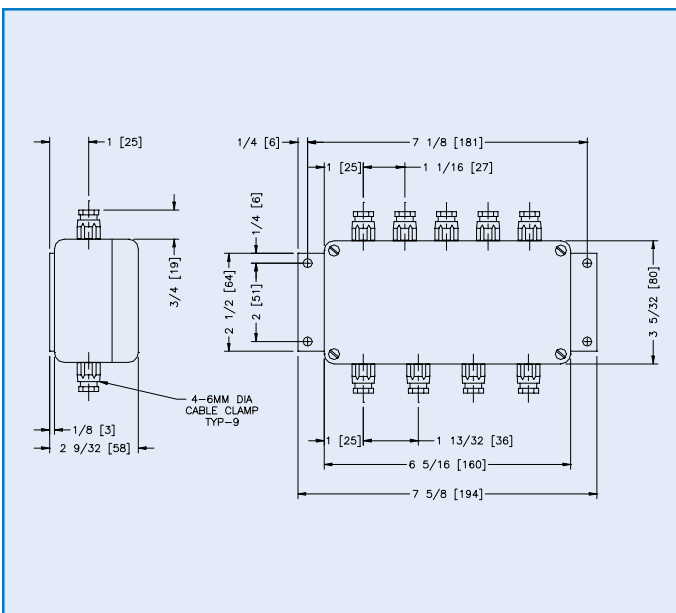 1 [25]
1/4 [6]
7 1/8 [181]
1 [25]
1 1/16 [27]
3/4 [19]
1/4 [6]
2 1/2 [64]
2 [51]
3 5/32 [80]
4-6MM DIA
CABLE CLAMP
TYP-9
1/8 [3]
2 9/32 [58]
1 [25]
1 13/32 [36]
6 5/16 [160]
7 5/8 [194]